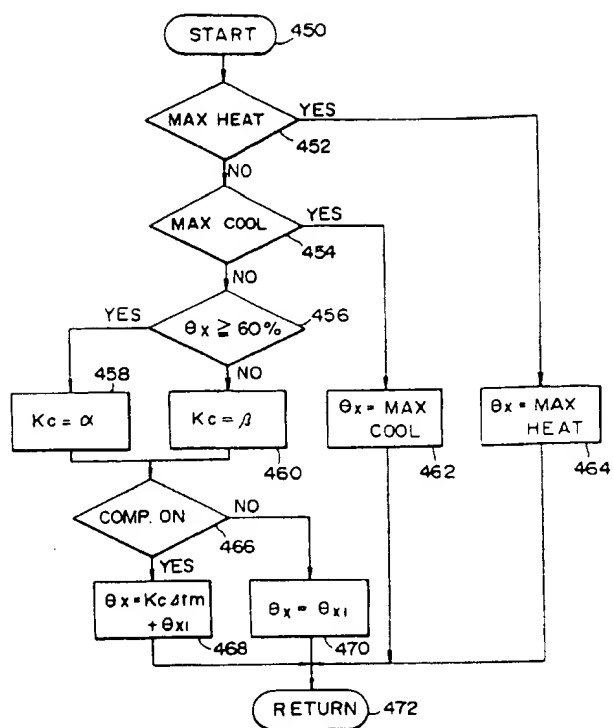 START
450
MAX HEAT
YES
452
NO
MAX COOL
YES
454
NO
YES
θx ≧ 60%
456
NO
458
Kc = α
Kc = β
460
θx = MAX
COOL
462
θx = MAX
HEAT
464
COMP. ON
NO
466
YES
θx = Kc Δtm
+ θx1
468
θx = θx1
470
RETURN
472